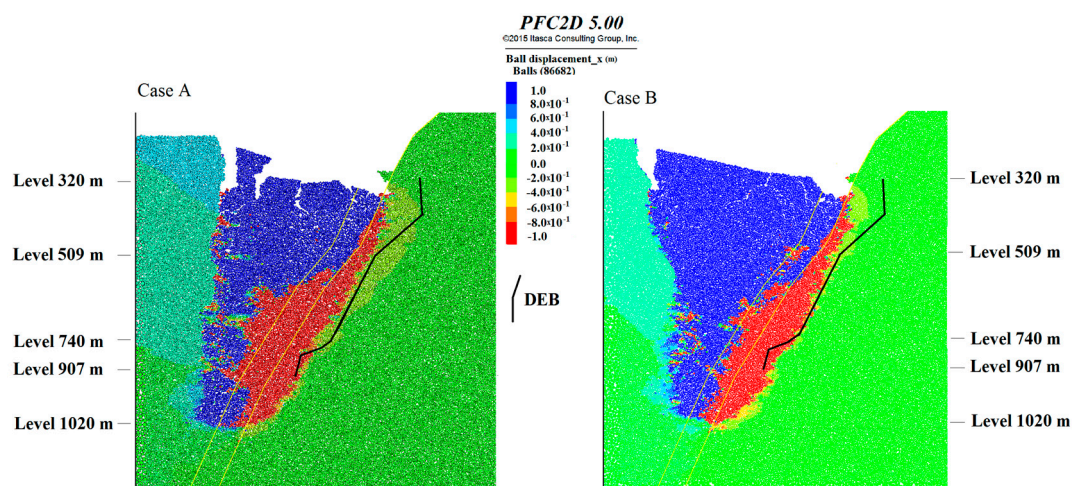 PFC2D 5.00
©2015 Itasca Consulting Group, Inc.
Ball displacement_x (m)
Balls (86682)
1.0
8.0×10⁻¹
6.0×10⁻¹
4.0×10⁻¹
2.0×10⁻¹
0.0
-2.0×10⁻¹
-4.0×10⁻¹
-6.0×10⁻¹
-8.0×10⁻¹
-1.0
DEB
Case A
Level 320 m
Level 509 m
Level 740 m
Level 907 m
Level 1020 m
Case B
Level 320 m
Level 509 m
Level 740 m
Level 907 m
Level 1020 m